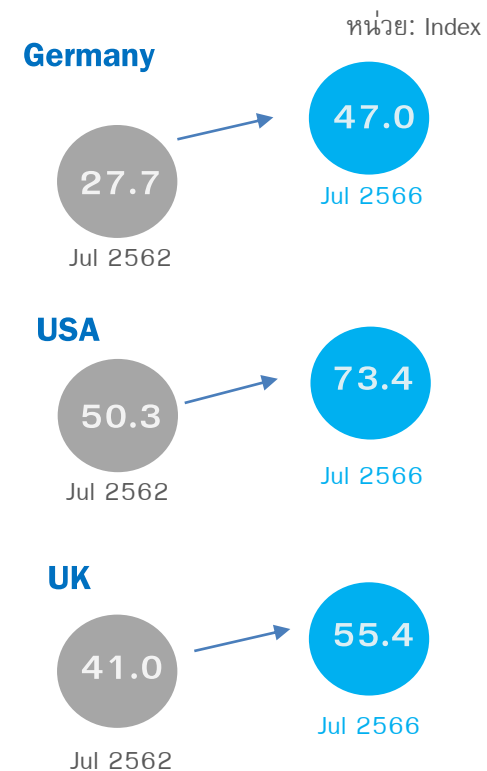 หน่วย: Index
Germany
47.0
27.7
Jul 2566
Jul 2562
USA
73.4
50.3
Jul 2566
Jul 2562
UK
55.4
41.0
Jul 2566
Jul 2562